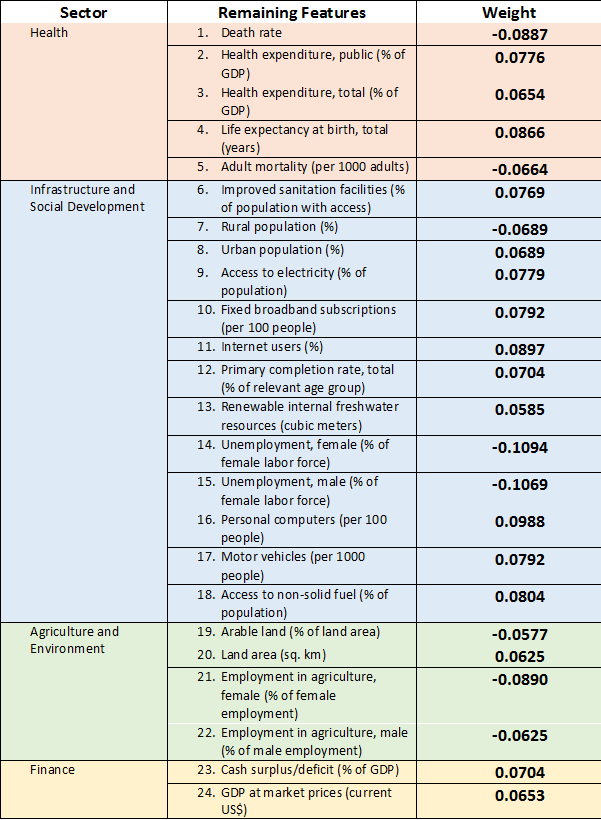 Sector Remaining Features Weight
Health 1. Death rate -0.0887
2. Health expenditure, public (% of 0.0776
GDP)
3. Health expenditure, total (% of 0.0654
GDP)
4. Life expectancy at birth, total 0.0866
(years)
5. Adult mortality (per 1000 adults) -0.0664
Infrastructure and 6. Improved sanitation facilities (% 0.0769
Social Development of population with access)
7. Rural population (%) -0.0689
8. Urban population (%) 0.0689
9. Access to electricity (% of 0.0779
population)
10. Fixed broadband subscriptions 0.0792
(per 100 people)
11. Internet users (%) 0.0897
12. Primary completion rate, total 0.0704
(% of relevant age group)
13. Renewable internal freshwater 0.0585
resources (cubic meters)
14. Unemployment, female (% of -0.1094
female labor force)
15. Unemployment, male (% of -0.1069
female labor force)
16. Personal computers (per 100 0.0988
people)
17. Motor vehicles (per 1000 0.0792
people)
18. Access to non-solid fuel (% of 0.0804
population)
Agriculture and 19. Arable land (% of land area) -0.0577
Environment 20. Land area (sq. km) 0.0625
21. Employment in agriculture, -0.0890
female (% of female
employment)
22. Employment in agriculture, male -0.0625
(% of male employment)
Finance 23. Cash surplus/deficit (% of GDP) 0.0704
24. GDP at market prices (current 0.0653
US$)